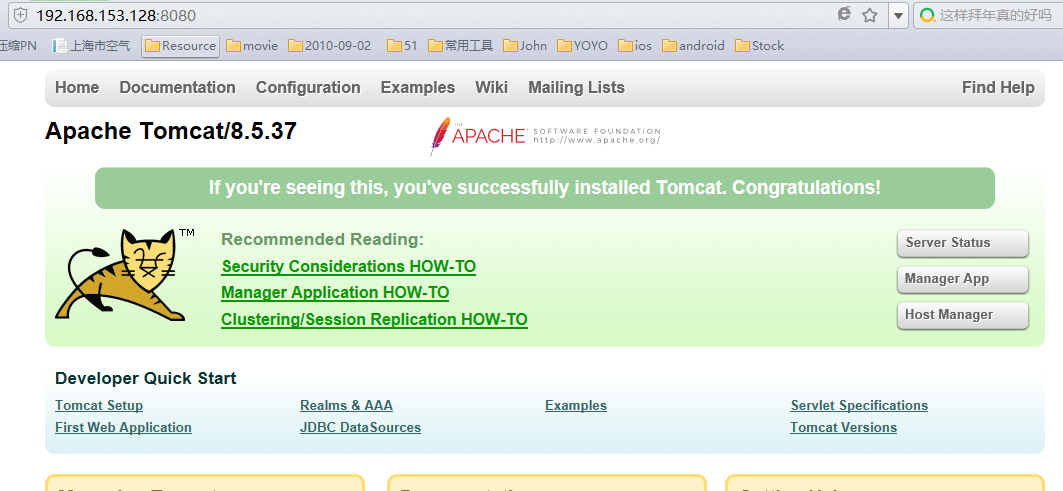 192.168.153.128:8080
这样拜年真的好吗
压缩PN 上海市空气 Resource movie 2010-09-02 51 常用工具 John YOYO ios android Stock
Home Documentation Configuration Examples Wiki Mailing Lists Find Help
Apache Tomcat/8.5.37
THE
APACHE™ SOFTWARE FOUNDATION
http://www.apache.org/
If you're seeing this, you've successfully installed Tomcat. Congratulations!
TM
Recommended Reading:
Security Considerations HOW-TO
Manager Application HOW-TO
Clustering/Session Replication HOW-TO
Server Status
Manager App
Host Manager
Developer Quick Start
Tomcat Setup Realms & AAA Examples Servlet Specifications
First Web Application JDBC DataSources Tomcat Versions